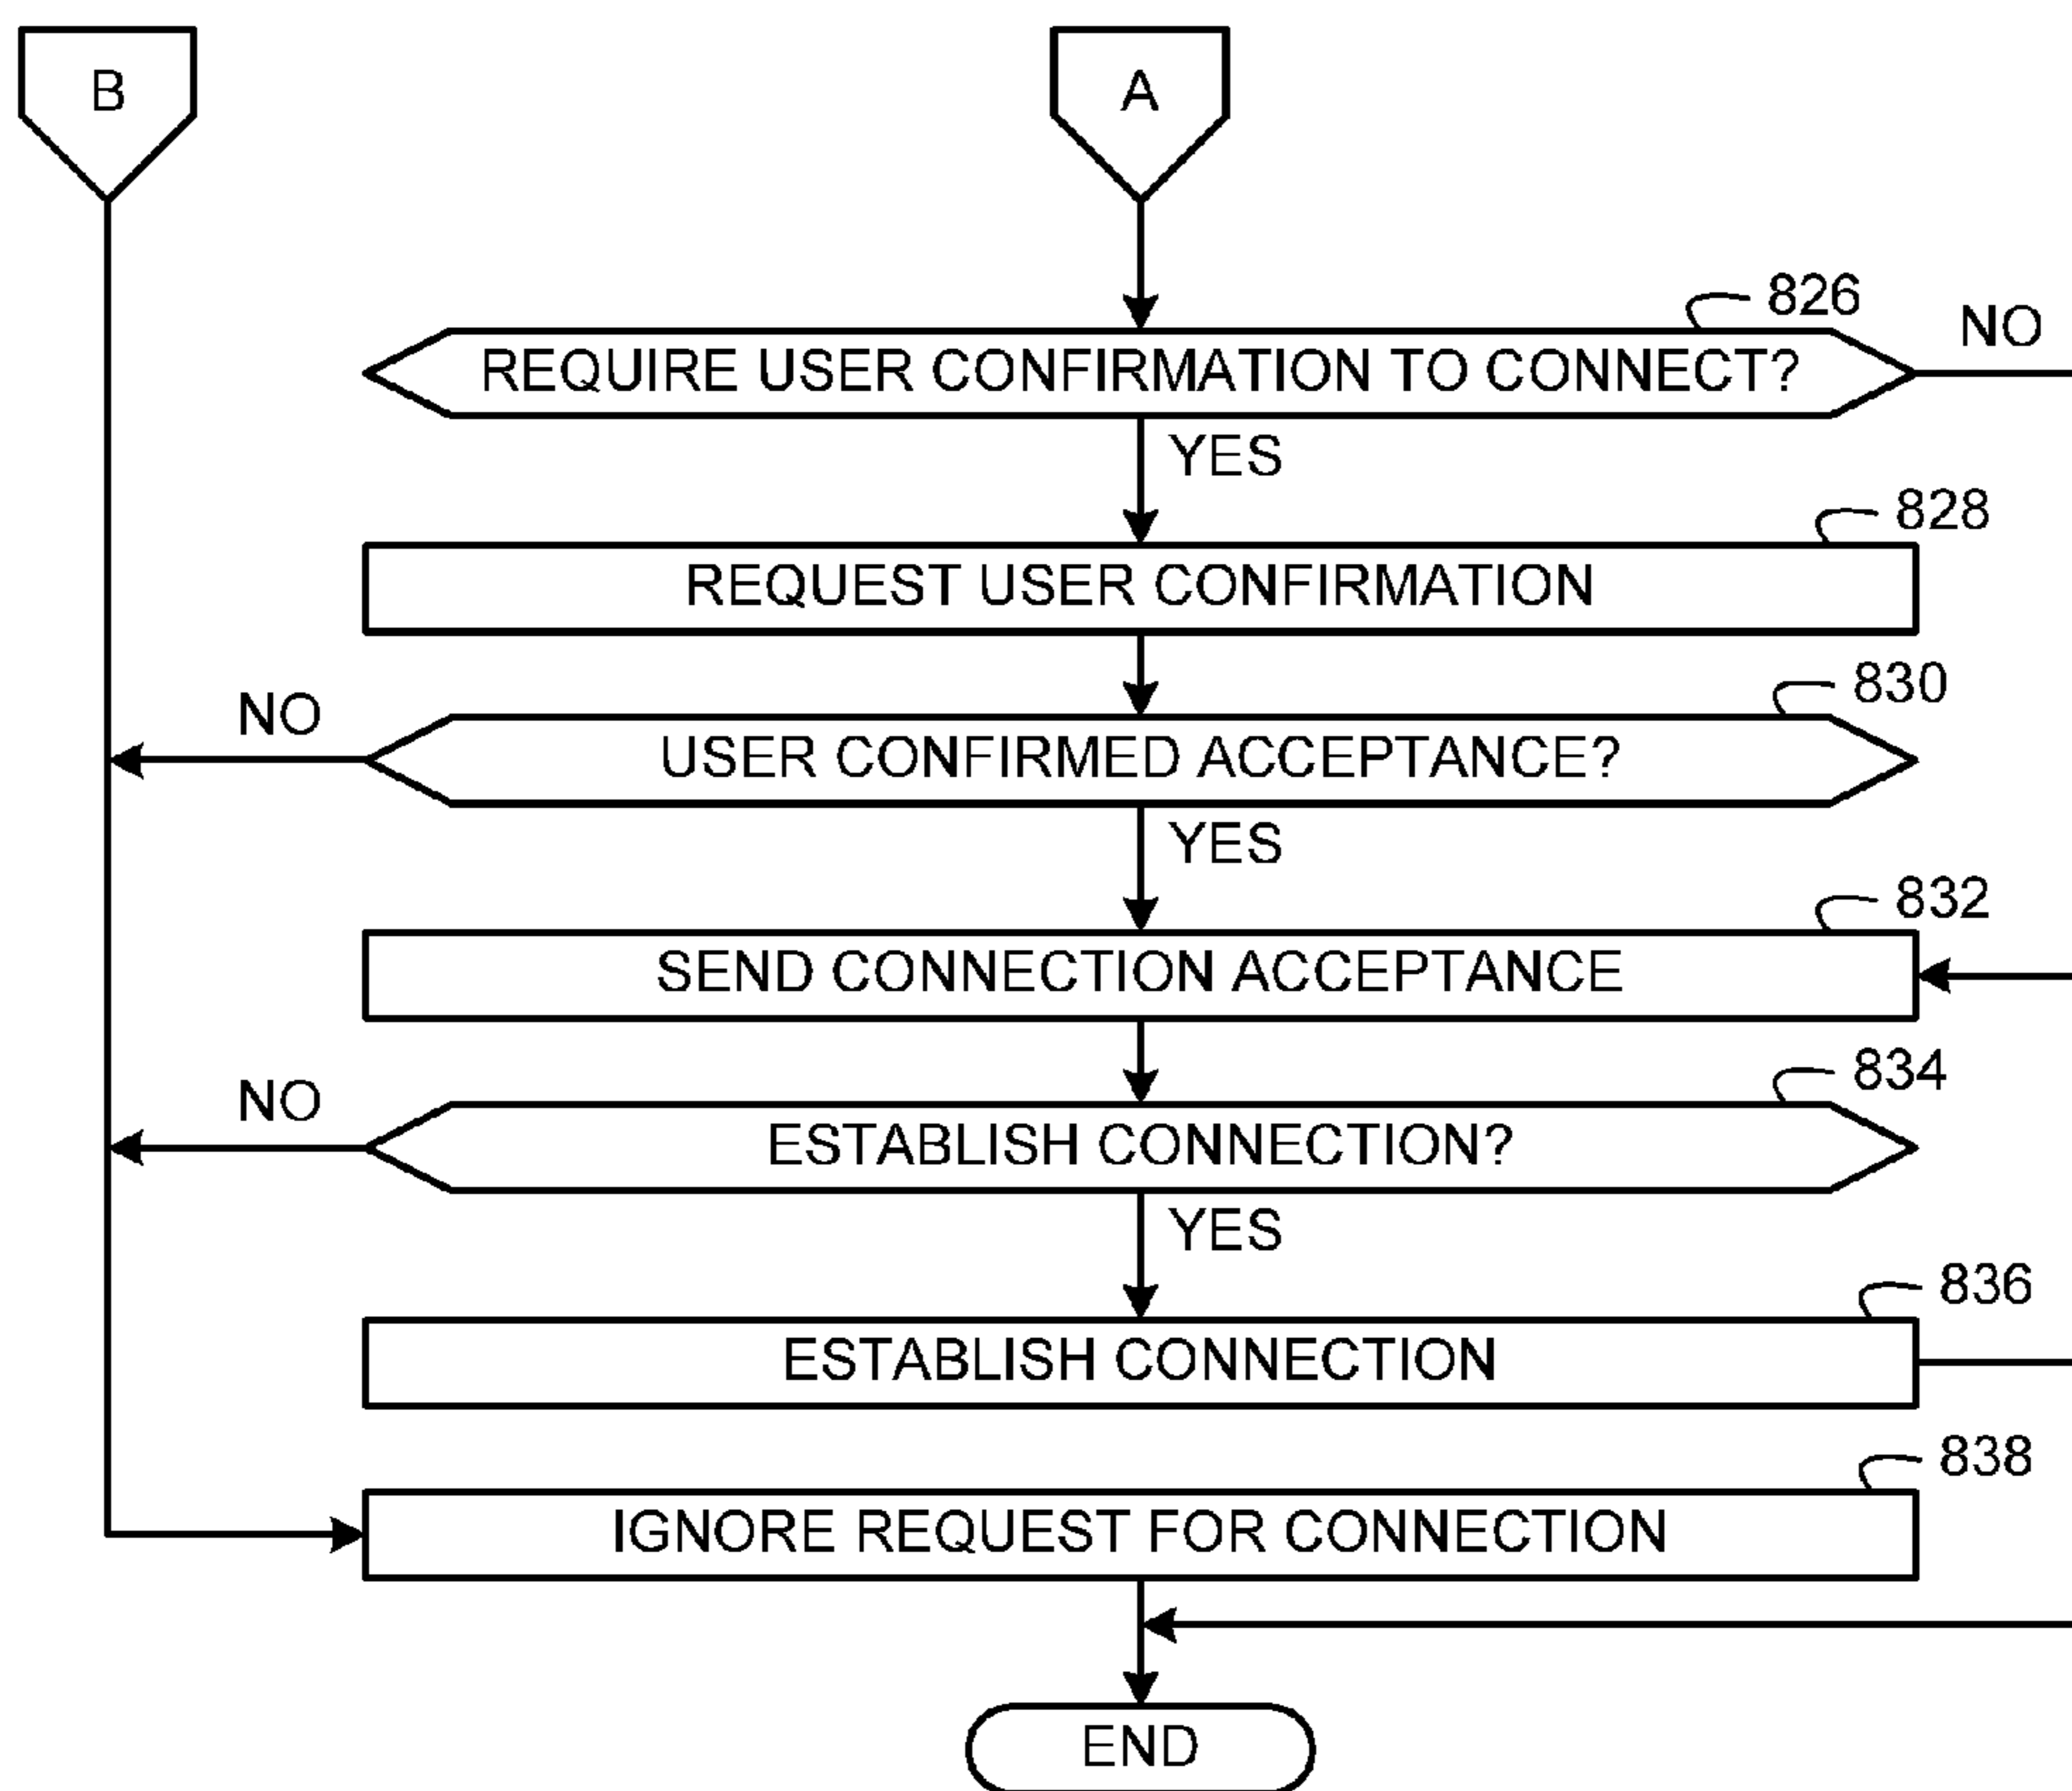 B
A
826
NO
REQUIRE USER CONFIRMATION TO CONNECT?
YES
828
REQUEST USER CONFIRMATION
830
NO
USER CONFIRMED ACCEPTANCE?
YES
832
SEND CONNECTION ACCEPTANCE
834
NO
ESTABLISH CONNECTION?
YES
836
ESTABLISH CONNECTION
838
IGNORE REQUEST FOR CONNECTION
END